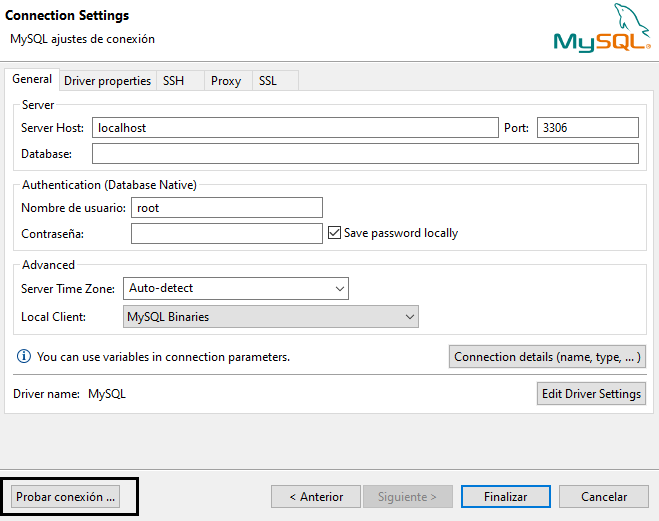 Connection Settings
MySQL ajustes de conexión
MySQL
General Driver properties SSH Proxy SSL
Server
Server Host: localhost Port: 3306
Database:
Authentication (Database Native)
Nombre de usuario: root
Contraseña: Save password locally
Advanced
Server Time Zone: Auto-detect
Local Client: MySQL Binaries
You can use variables in connection parameters. Connection details (name, type, ... )
Driver name: MySQL Edit Driver Settings
Probar conexión ... < Anterior Siguiente > Finalizar Cancelar